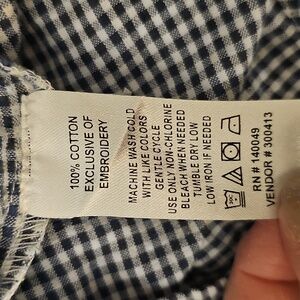 100% COTTON
EXCLUSIVE OF
EMBROIDERY
MACHINE WASH COLD
WITH LIKE COLORS
GENTLE CYCLE
USE ONLY NON-CHLORINE
BLEACH WHEN NEEDED
TUMBLE DRY LOW
LOW IRON IF NEEDED
RN # 140049
VENDOR # 300413